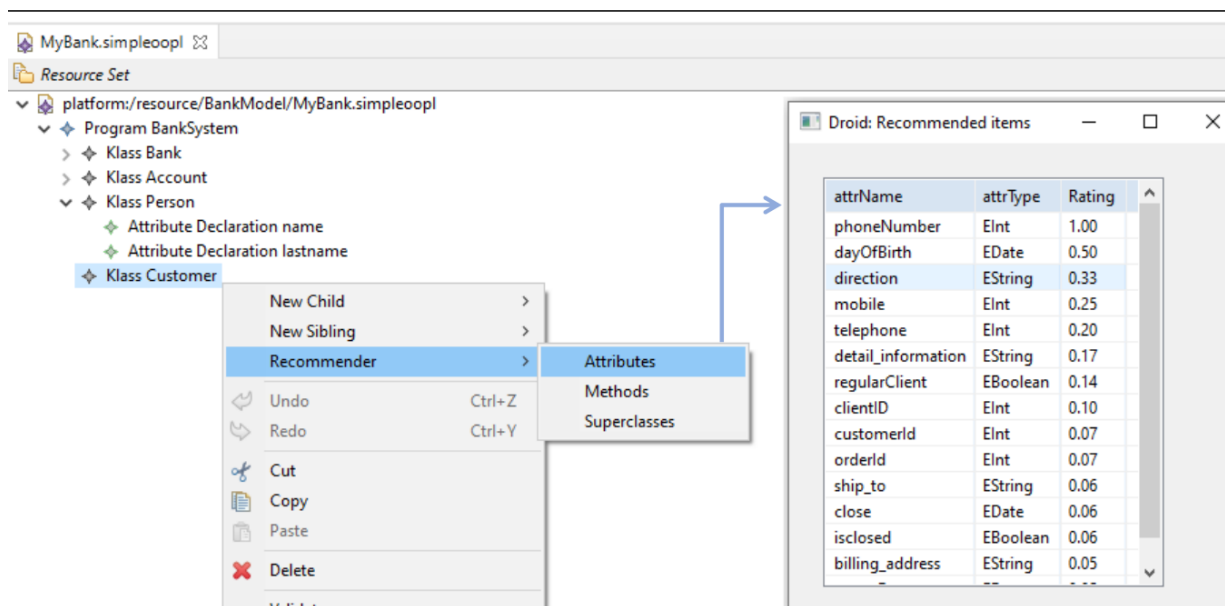 MyBank.simpleoopl
Resource Set
platform:/resource/BankModel/MyBank.simpleoopl
Program BankSystem
Klass Bank
Klass Account
Klass Person
Attribute Declaration name
Attribute Declaration lastname
Klass Customer
New Child
New Sibling
Recommender
Undo Ctrl+Z
Redo Ctrl+Y
Cut
Copy
Paste
Delete
Attributes
Methods
Superclasses
Droid: Recommended items
attrName attrType Rating
phoneNumber EInt 1.00
dayOfBirth EDate 0.50
direction EString 0.33
mobile EInt 0.25
telephone EInt 0.20
detail_information EString 0.17
regularClient EBoolean 0.14
clientID EInt 0.10
customerId EInt 0.07
orderId EInt 0.07
ship_to EString 0.06
close EDate 0.06
isclosed EBoolean 0.06
billing_address EString 0.05